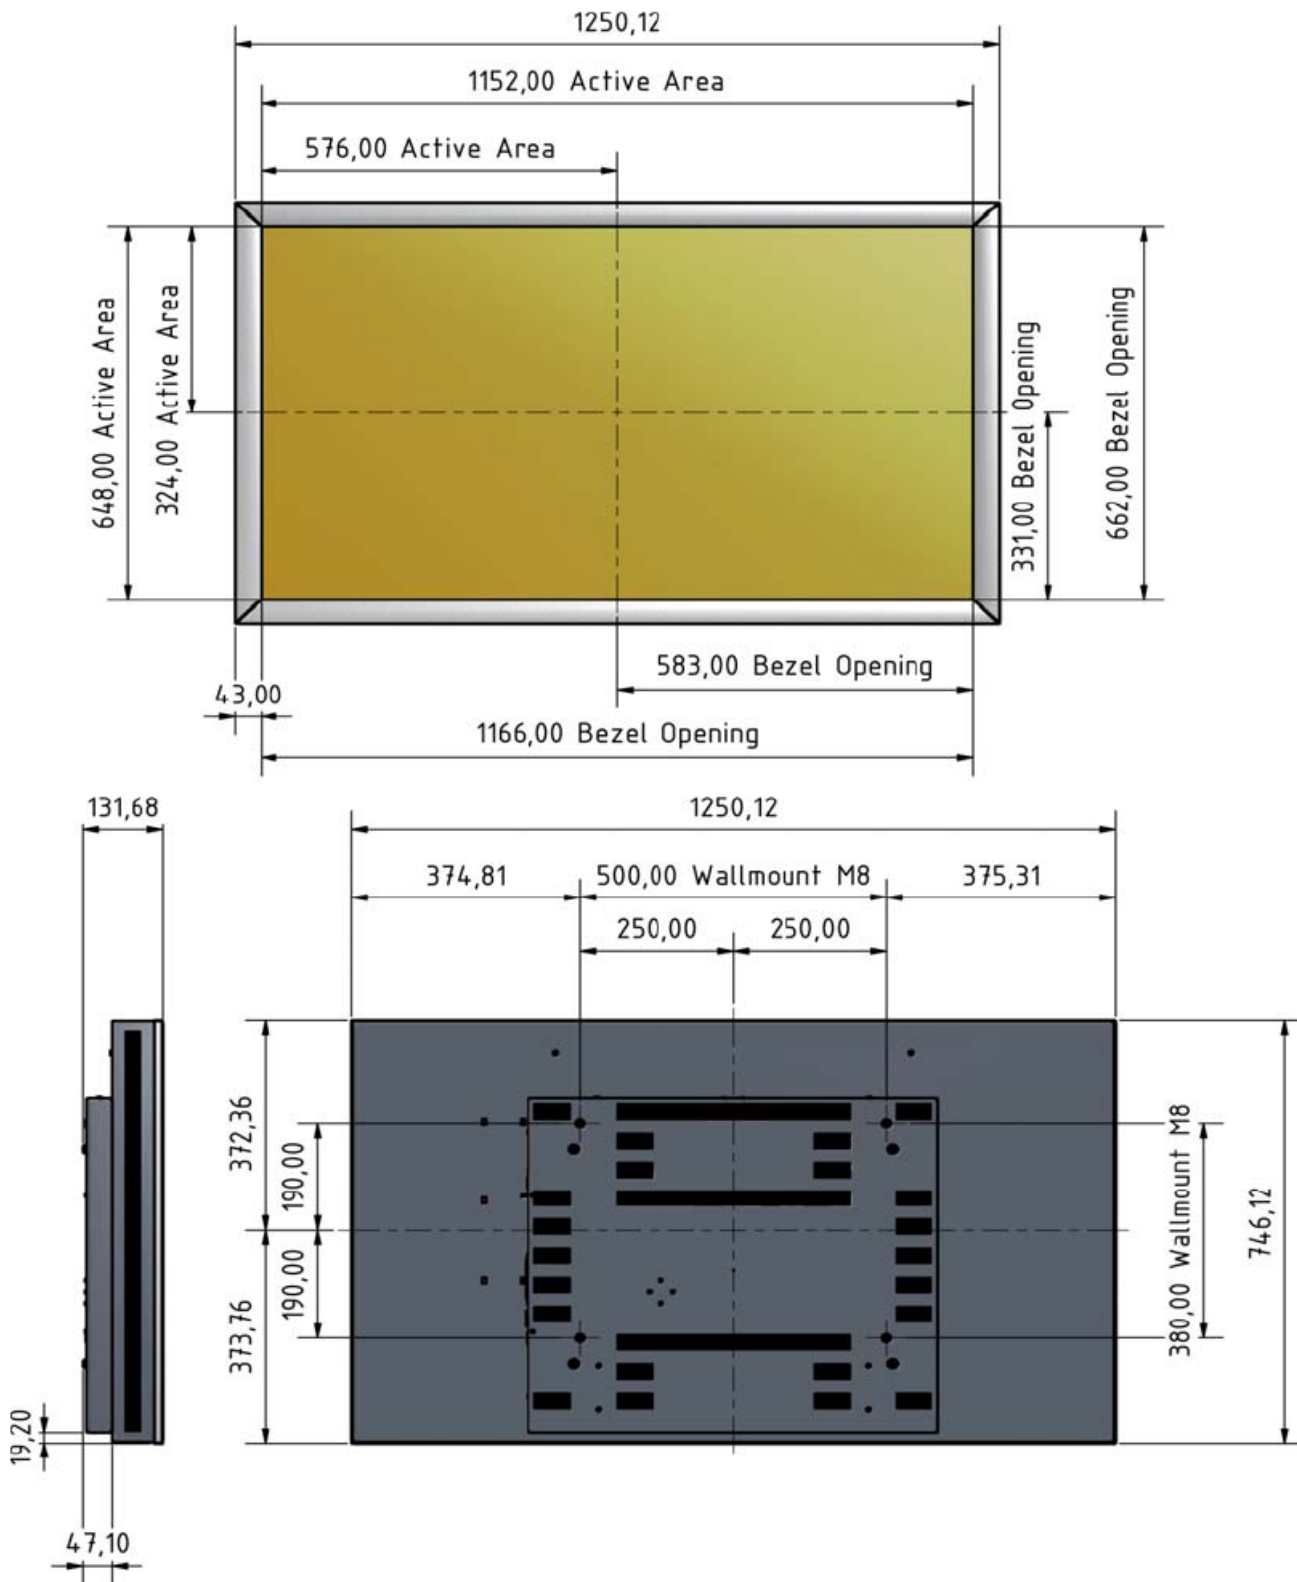 1250,12
1152,00 Active Area
576,00 Active Area
648,00 Active Area
324,00 Active Area
331,00 Bezel Opening
662,00 Bezel Opening
583,00 Bezel Opening
43,00
1166,00 Bezel Opening
131,68
1250,12
374,81
500,00 Wallmount M8
375,31
250,00
250,00
372,36
190,00
380,00 Wallmount M8
746,12
190,00
373,76
19,20
47,10